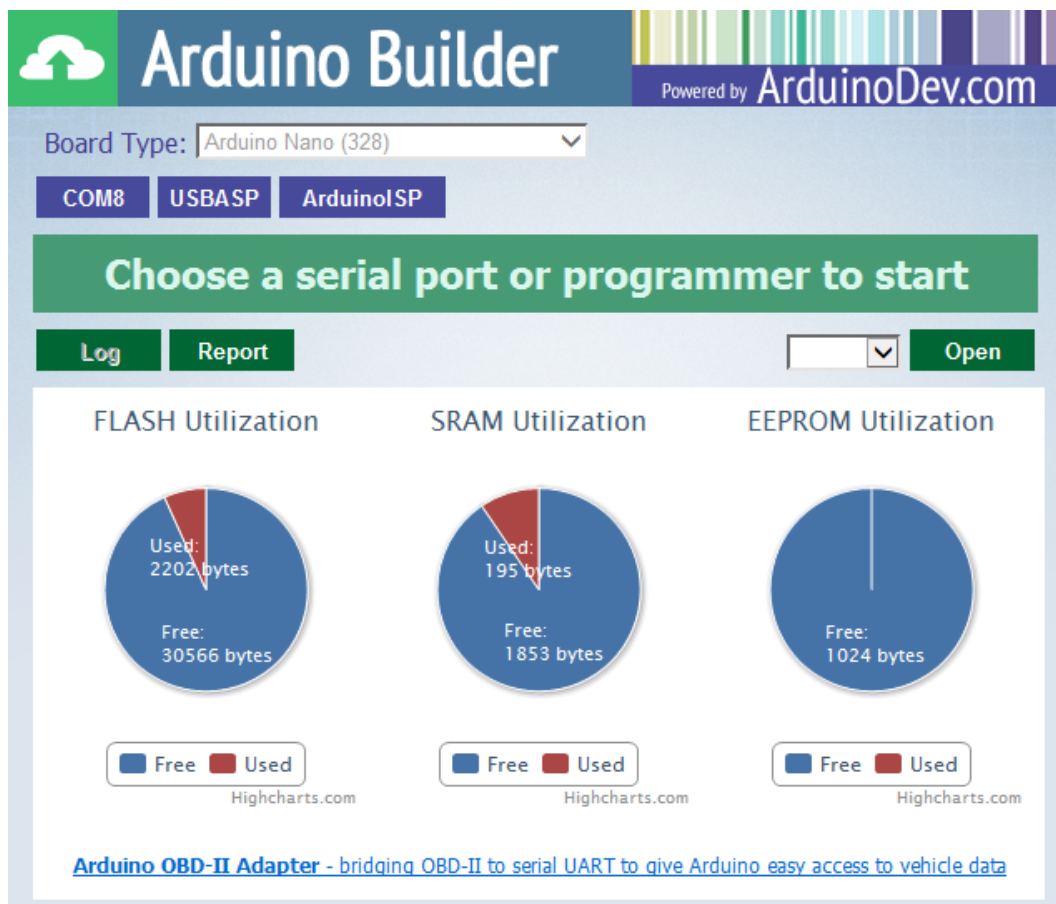 Arduino Builder
Powered by ArduinoDev.com
Board Type: Arduino Nano (328)
COM8 USBASP ArduinoISP
Choose a serial port or programmer to start
Log Report Open
FLASH Utilization
Used:
2202 bytes
Free:
30566 bytes
Free Used
Highcharts.com
SRAM Utilization
Used:
195 bytes
Free:
1853 bytes
Free Used
Highcharts.com
EEPROM Utilization
Free:
1024 bytes
Free Used
Highcharts.com
Arduino OBD-II Adapter - bridging OBD-II to serial UART to give Arduino easy access to vehicle data